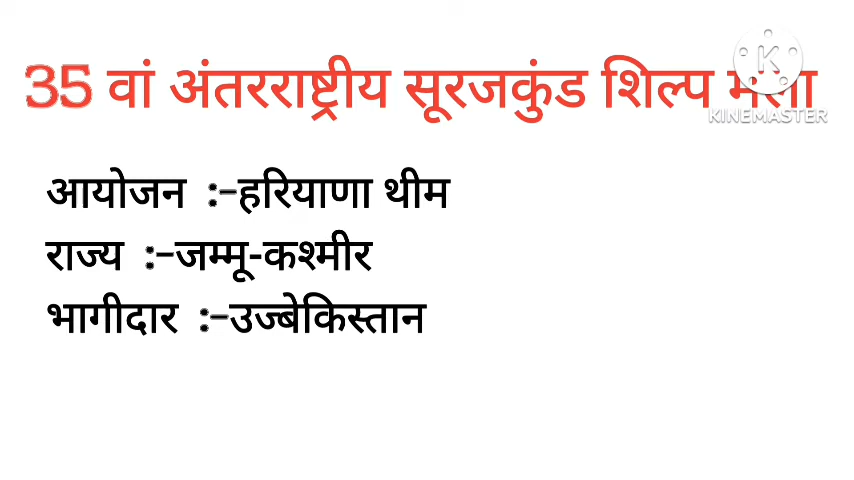 35 वां अंतरराष्ट्रीय सूरजकुंड शिल्प
KINEMASTER
आयोजन :-हरियाणा थीम
राज्य :-जम्मू-कश्मीर
भागीदार :-उज्बेकिस्तान